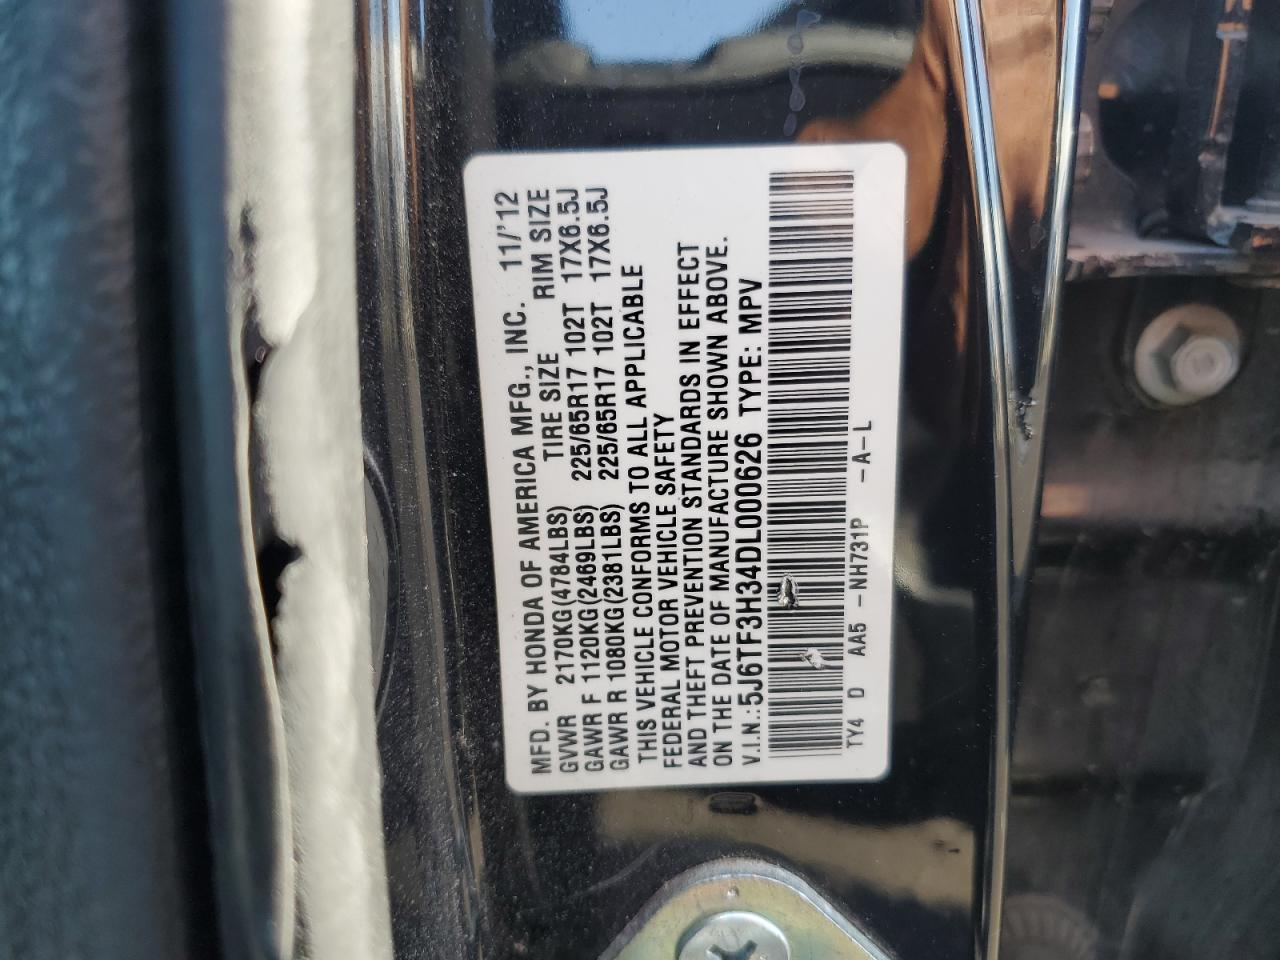 MFD. BY HONDA OF AMERICA MFG., INC. 11/'12
GVWR 2170KG(4784LBS) TIRE SIZE RIM SIZE
GAWR F 1120KG(2469LBS) 225/65R17 102T 17X6.5J
GAWR R 1080KG(2381LBS) 225/65R17 102T 17X6.5J
THIS VEHICLE CONFORMS TO ALL APPLICABLE
FEDERAL MOTOR VEHICLE SAFETY
AND THEFT PREVENTION STANDARDS IN EFFECT
ON THE DATE OF MANUFACTURE SHOWN ABOVE.
V.I.N.:5J6TF3H34DL000626 TYPE: MPV
TY4 D AA5 -NH731P -A-L